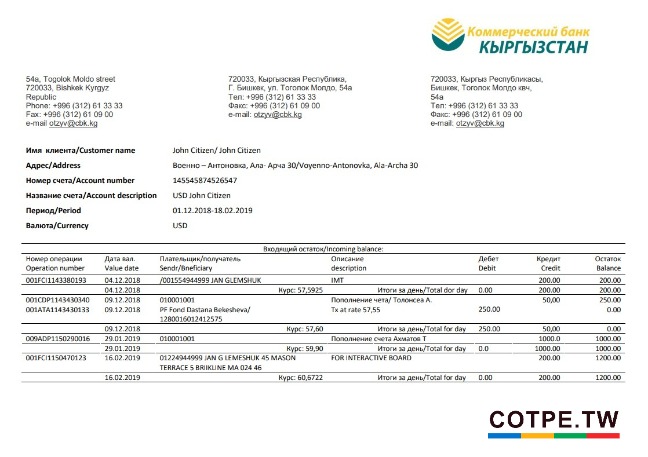 Коммерческий банк
КЫРГЫЗСТАН
54a, Togolok Moldo street
720033, Bishkek Kyrgyz
Republic
Phone: +996 (312) 61 33 33
Fax: +996 (312) 61 09 00
e-mail otzyv@cbk.kg
720033, Кыргызская Республика,
Г. Бишкек, ул. Тоголок Молдо, 54а
Тел: +996 (312) 61 33 33
Факс: +996 (312) 61 09 00
e-mail: otzyv@cbk.kg
720033, Кыргыз Республикасы,
Бишкек, Тоголок Молдо квч,
54а
Тел: +996 (312) 61 33 33
Факс: +996 (312) 61 09 00
e-mail: otzyv@cbk.kg
Имя клиента/Customer name John Citizen/ John Citizen
Адрес/Address Военно – Антоновка, Ала- Арча 30/Voyenno-Antonovka, Ala-Archa 30
Номер счета/Account number 145545874526547
Название счета/Account description USD John Citizen
Период/Period 01.12.2018-18.02.2019
Валюта/Currency USD
Входящий остаток/Incoming balance:
Номер операции Дата вал. Плательщик/получатель Описание Дебет Кредит Остаток
Operation number Value date Sendr/Bneficiary description Debit Credit Balance
001FCI1143380193 04.12.2018 /001554944999 JAN GLEMSHUK IMT 200.00 200.00
04.12.2018 Курс: 57,5925 Итоги за день/Total dor day 0.00 200.00 200.00
001CDP1143430340 09.12.2018 010001001 Пополнение чета/ Толонсеа А. 50,00 250.00
001ATA1143430133 09.12.2018 PF Fond Dastana Bekesheva/ Tx at rate 57,55 250.00 0.00
1280016012412575
09.12.2018 Курс: 57,60 Итоги за день/Total for day 250.00 50,00 0.00
009ADP1150290016 29.01.2019 010001001 Пополнение счета Ахматов Т 1000.0 1000.00
29.01.2019 Курс: 59,90 Итоги за день/Total for day 0.0 1000.00 1000.00
001FCI1150470123 16.02.2019 01224944999 JAN G LEMESHUK 45 MASON FOR INTERACTIVE BOARD 200.00 1200.00
TERRACE 5 BRIIKLINE MA 024 46
16.02.2019 Курс: 60,6722 Итоги за день/Total for day 0.00 200.00 1200.00
COTPE.TW